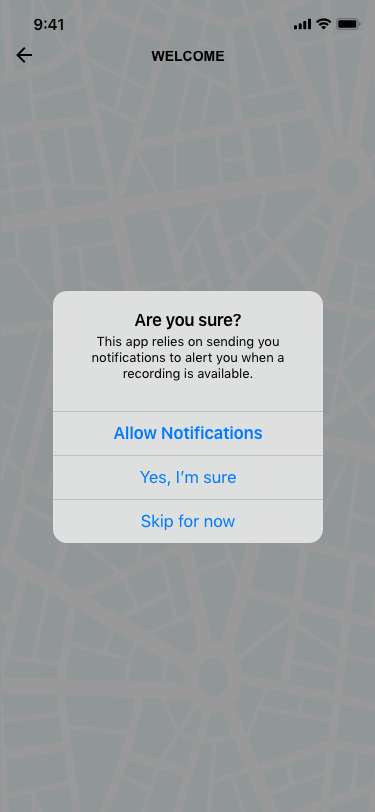 9:41
WELCOME
Are you sure?
This app relies on sending you
notifications to alert you when a
recording is available.
Allow Notifications
Yes, I’m sure
Skip for now